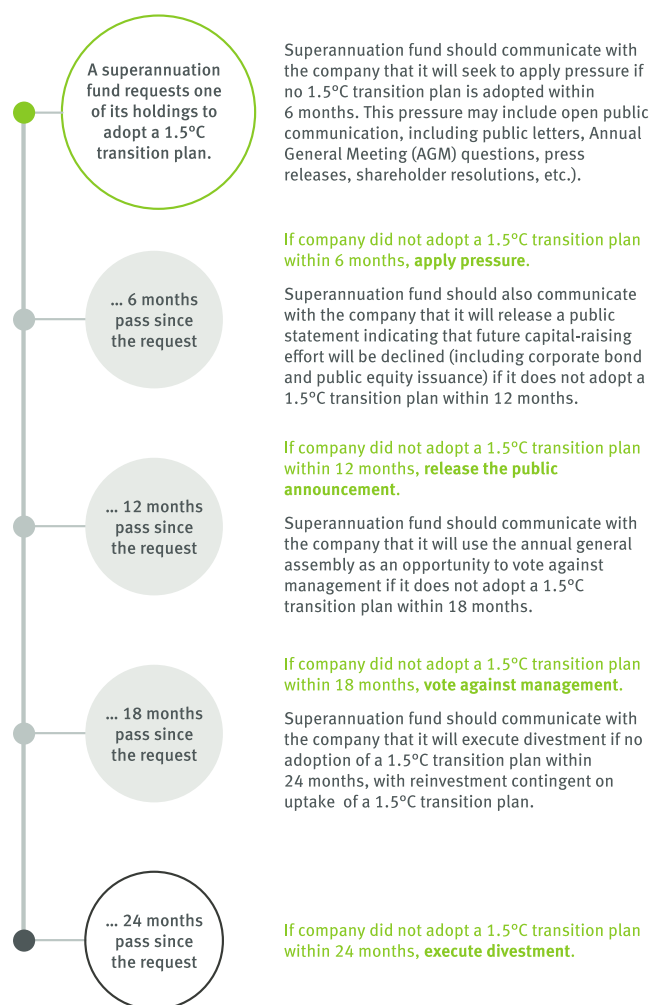 A superannuation
fund requests one
of its holdings to
adopt a 1.5°C
transition plan.
Superannuation fund should communicate with
the company that it will seek to apply pressure if
no 1.5°C transition plan is adopted within
6 months. This pressure may include open public
communication, including public letters, Annual
General Meeting (AGM) questions, press
releases, shareholder resolutions, etc.).
... 6 months
pass since
the request
If company did not adopt a 1.5°C transition plan
within 6 months, apply pressure.
Superannuation fund should also communicate
with the company that it will release a public
statement indicating that future capital-raising
effort will be declined (including corporate bond
and public equity issuance) if it does not adopt a
1.5°C transition plan within 12 months.
... 12 months
pass since
the request
If company did not adopt a 1.5°C transition plan
within 12 months, release the public
announcement.
Superannuation fund should communicate with
the company that it will use the annual general
assembly as an opportunity to vote against
management if it does not adopt a 1.5°C
transition plan within 18 months.
... 18 months
pass since
the request
If company did not adopt a 1.5°C transition plan
within 18 months, vote against management.
Superannuation fund should communicate with
the company that it will execute divestment if no
adoption of a 1.5°C transition plan within
24 months, with reinvestment contingent on
uptake of a 1.5°C transition plan.
... 24 months
pass since
the request
If company did not adopt a 1.5°C transition plan
within 24 months, execute divestment.